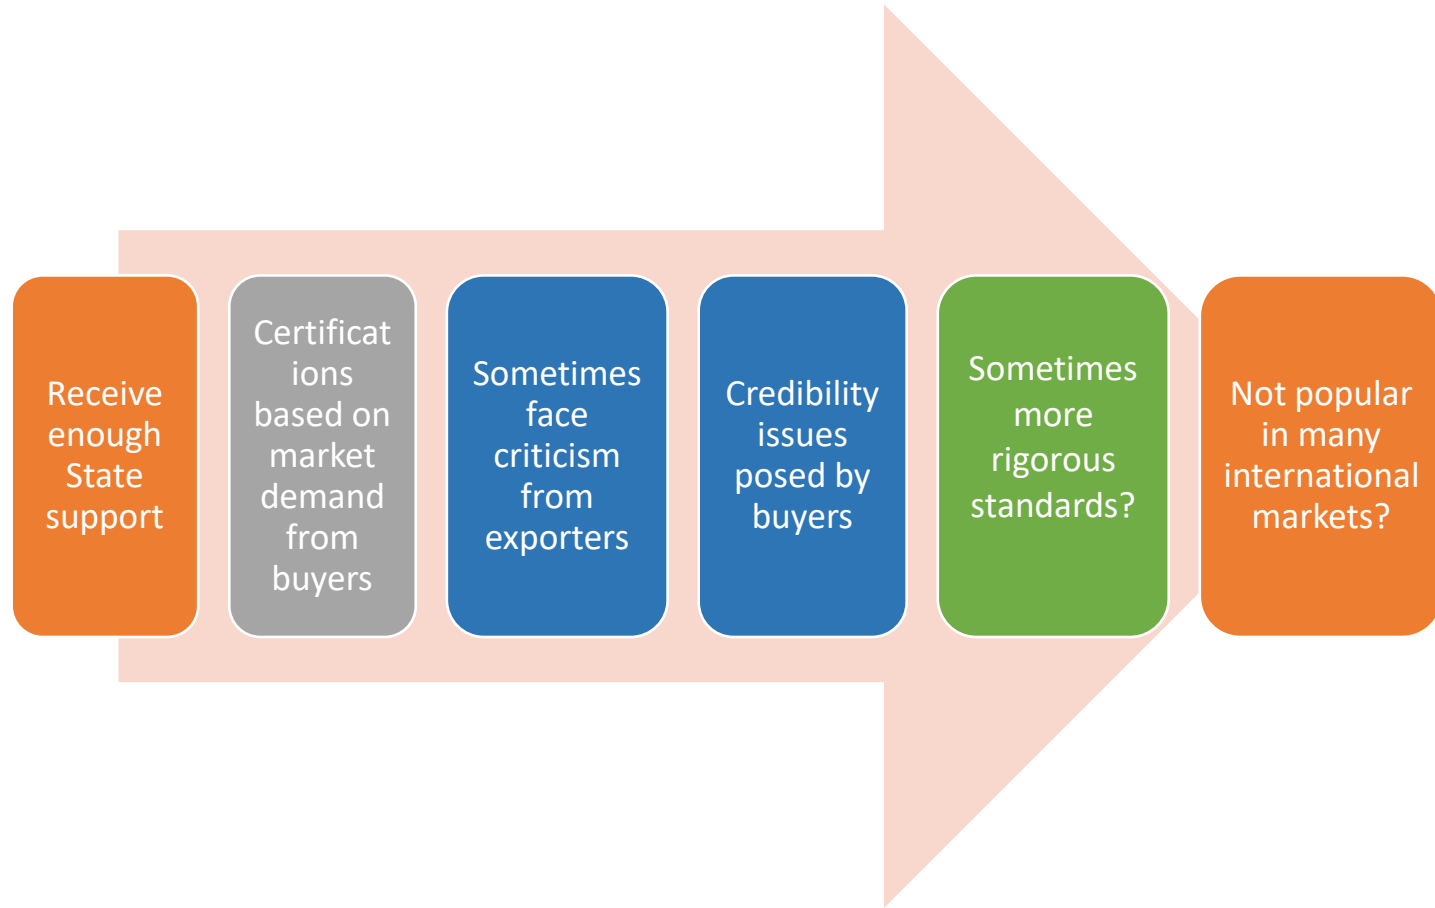 Receive
enough
State
support
Certificat
ions
based on
market
demand
from
buyers
Sometimes
face
criticism
from
exporters
Credibility
issues
posed by
buyers
Sometimes
more
rigorous
standards?
Not popular
in many
international
markets?